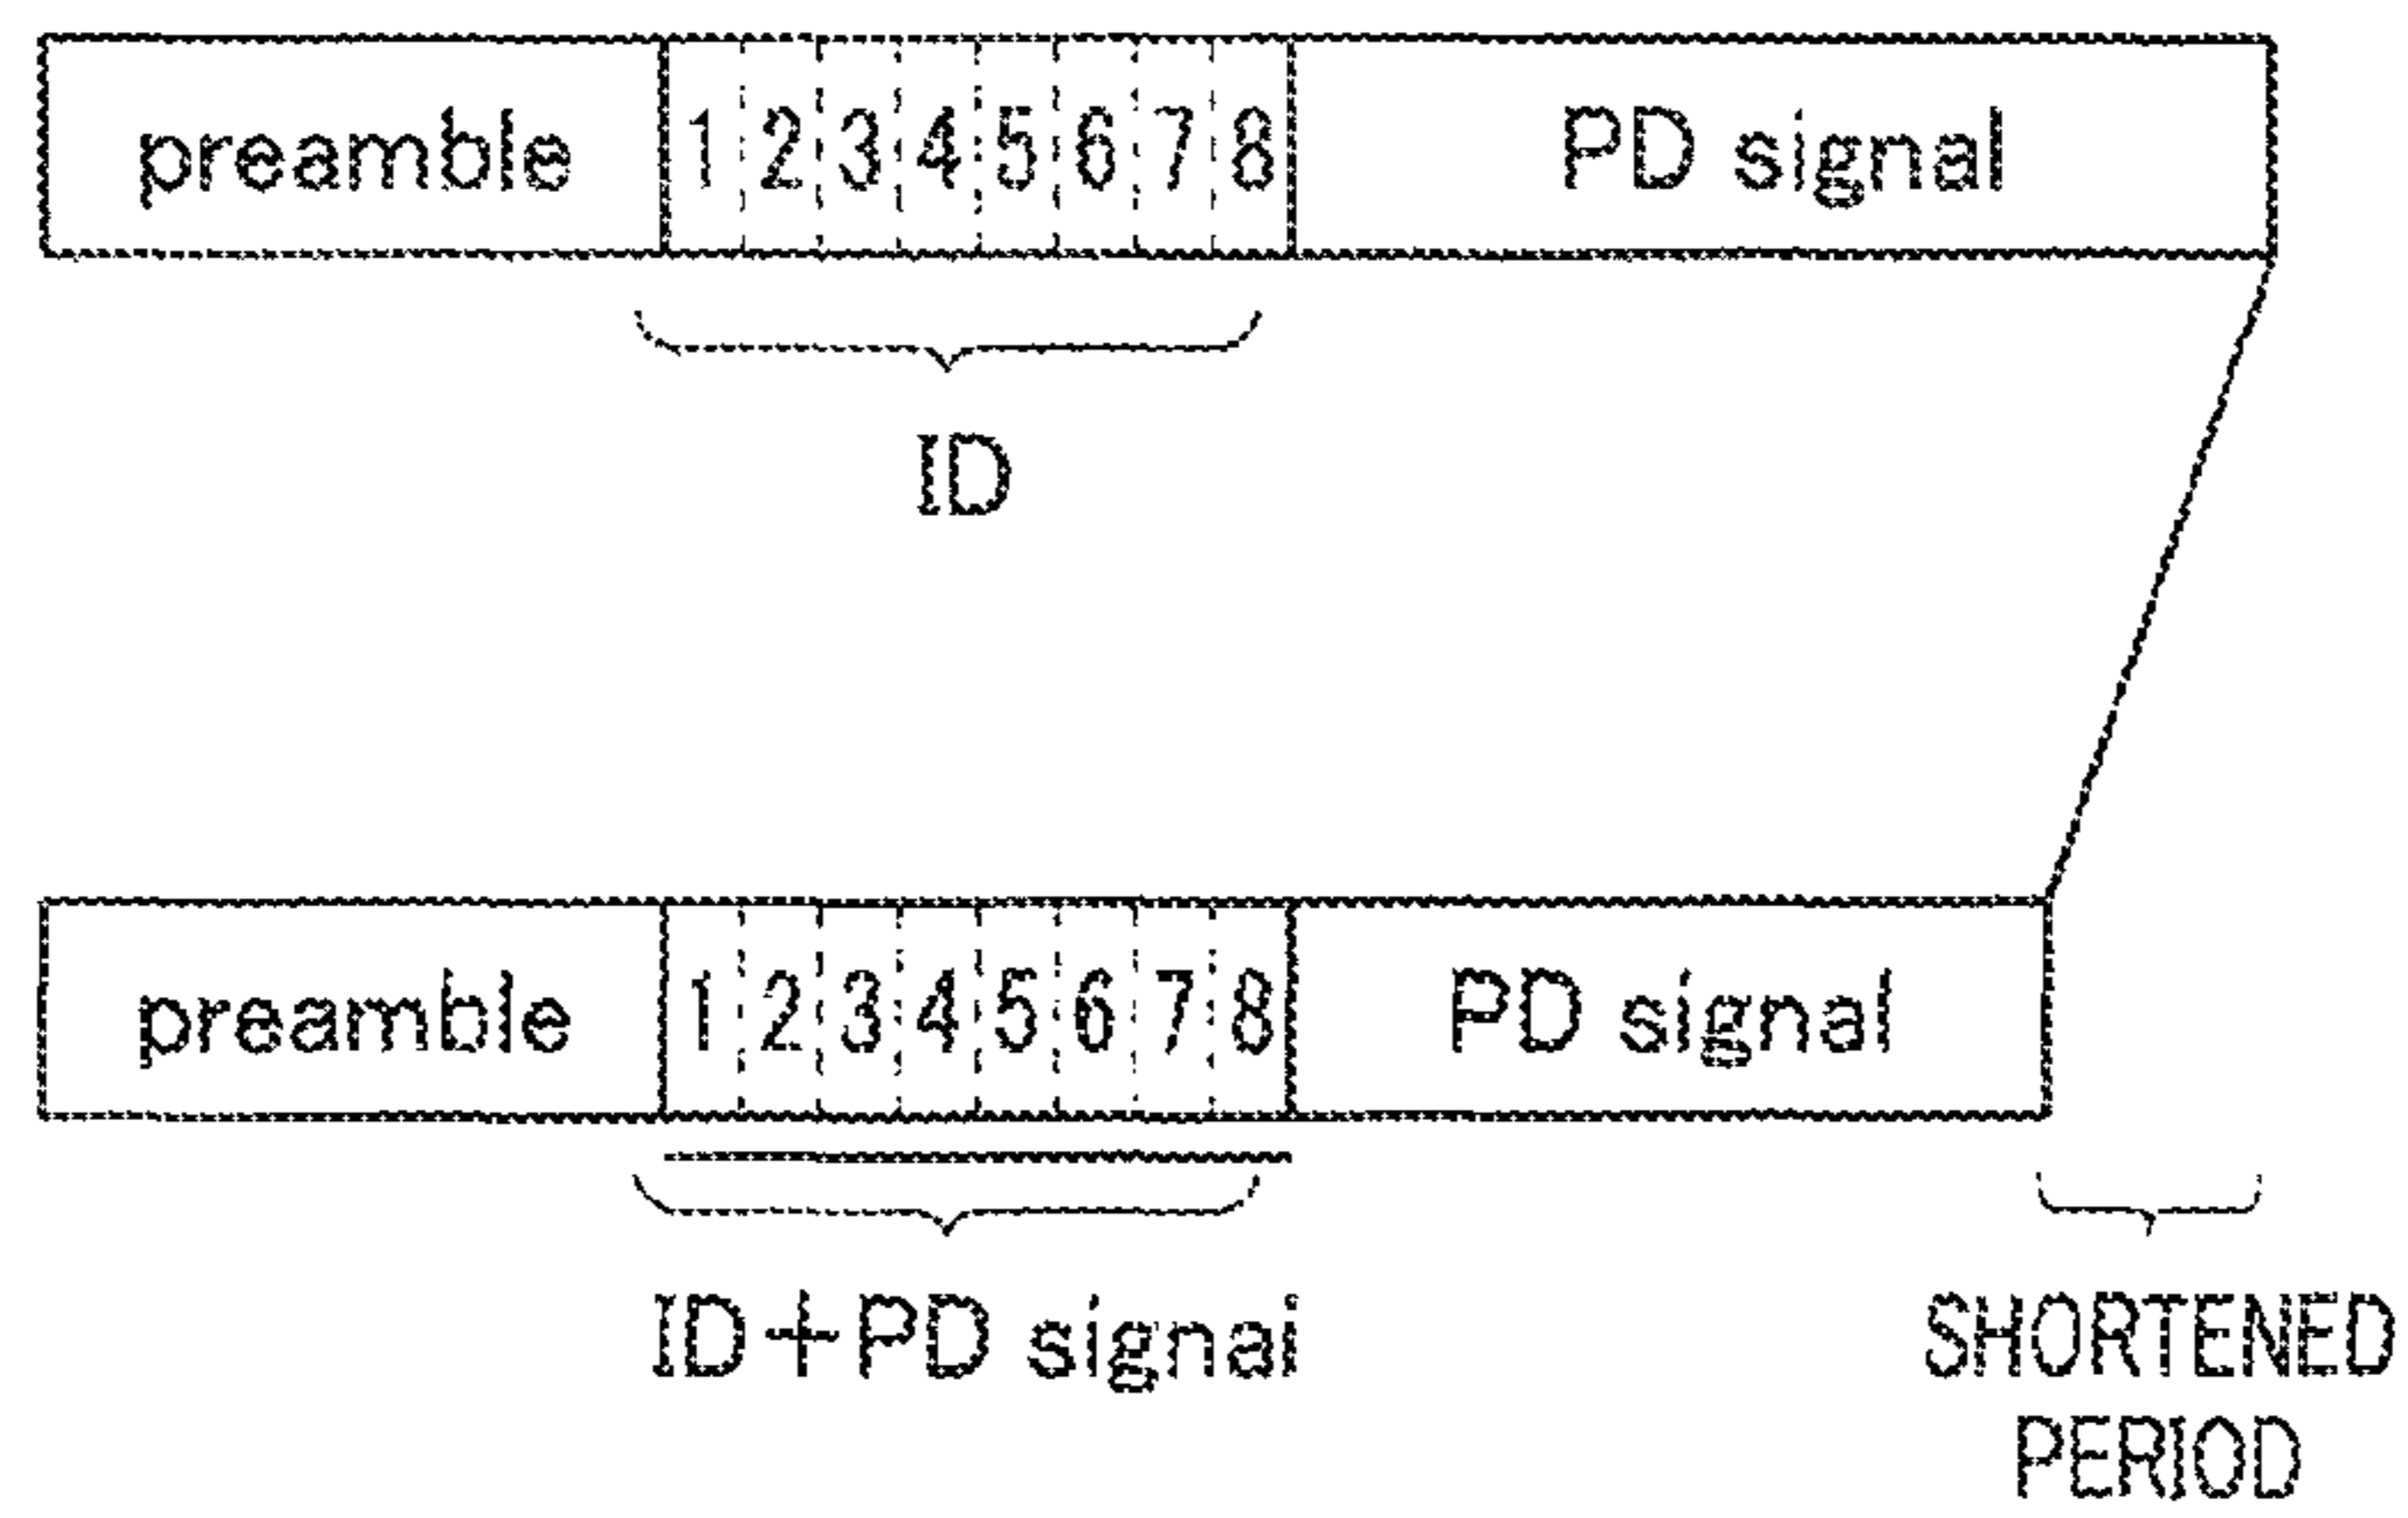 preamble 1 2 3 4 5 6 7 8 PD signal
ID
preamble 1 2 3 4 5 6 7 8 PD signal
ID+PD signal
SHORTENED
PERIOD